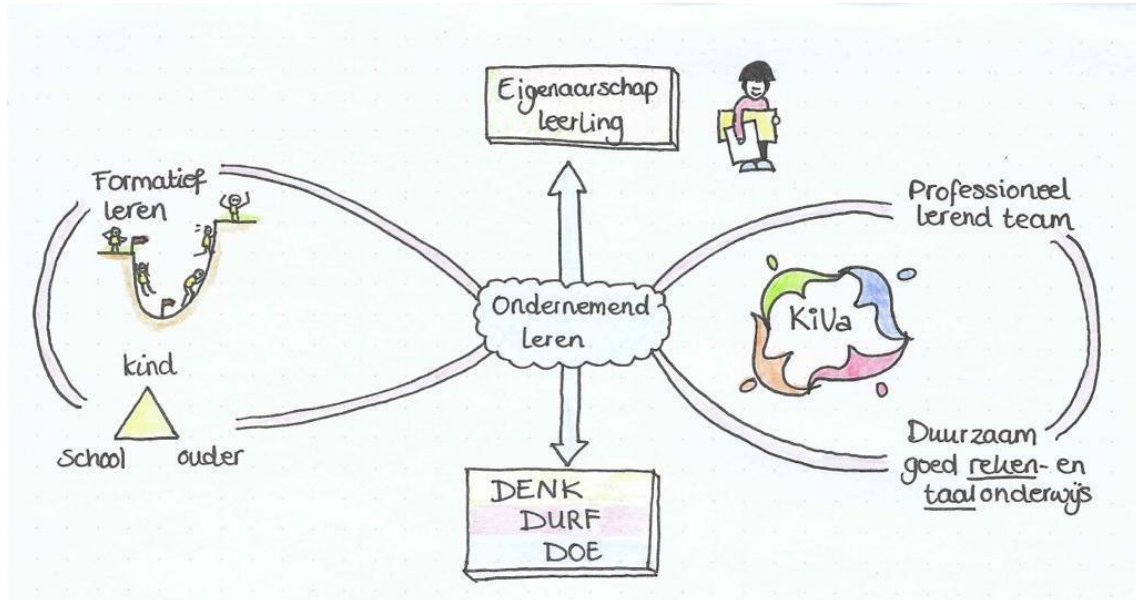 Eigenaarschap
leerling
Formatief
leren
Professioneel
lerend team
Ondernemend
leren
KiVa
kind
school
ouder
Duurzaam
goed reken- en
taalonderwijs
DENK
DURF
DOE